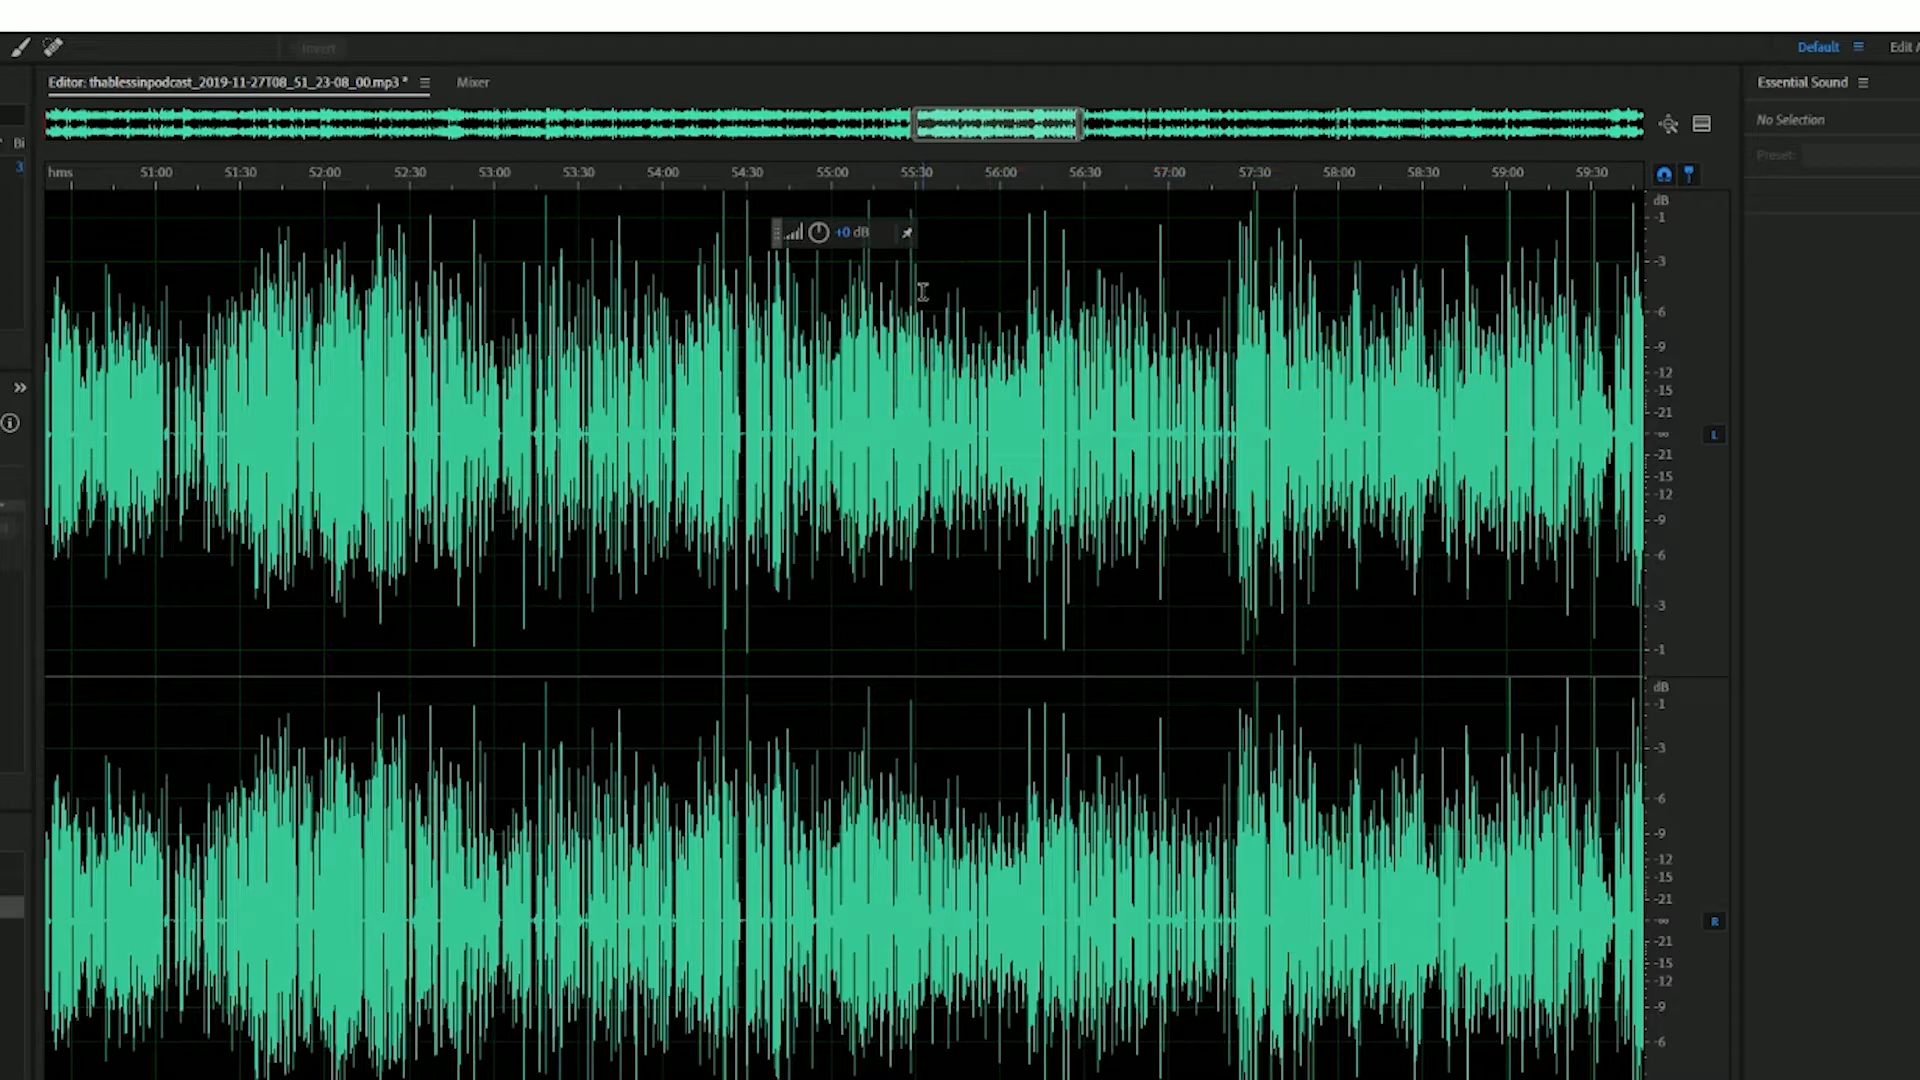 Invert
Default
Edit A
Editor: thablessinpodcast_2019-11-27T08_51_23-08_00.mp3 *
Mixer
Essential Sound
No Selection
Bi
3
Preset:
hms 51:00 51:30 52:00 52:30 53:00 53:30 54:00 54:30 55:00 55:30 56:00 56:30 57:00 57:30 58:00 58:30 59:00 59:30
dB
-1
+0 dB
-3
-6
-9
-12
-15
-21
-∞
L
-21
-15
-12
-9
-6
-3
-1
dB
-1
-3
-6
-9
-12
-15
-21
-∞
R
-21
-15
-12
-9
-6